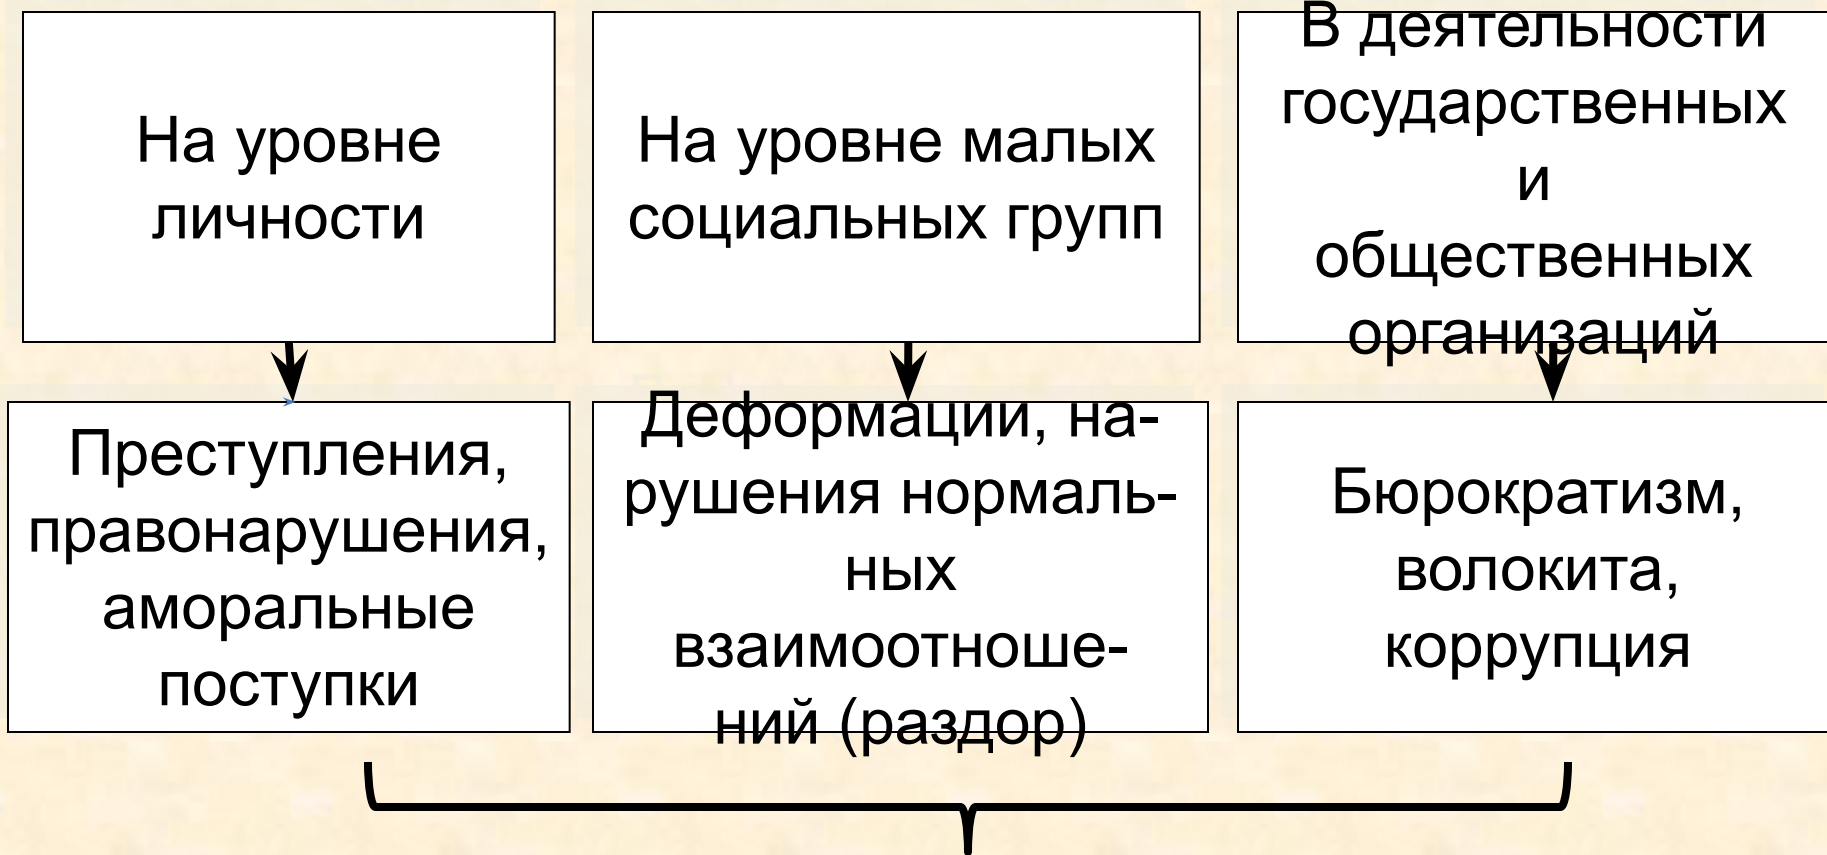 На уровне
личности
На уровне малых
социальных групп
В деятельности
государственных
и
общественных
организаций
Преступления,
правонарушения,
аморальные
поступки
Деформации, на-
рушения нормаль-
ных
взаимоотноше-
ний (раздор)
Бюрократизм,
волокита,
коррупция